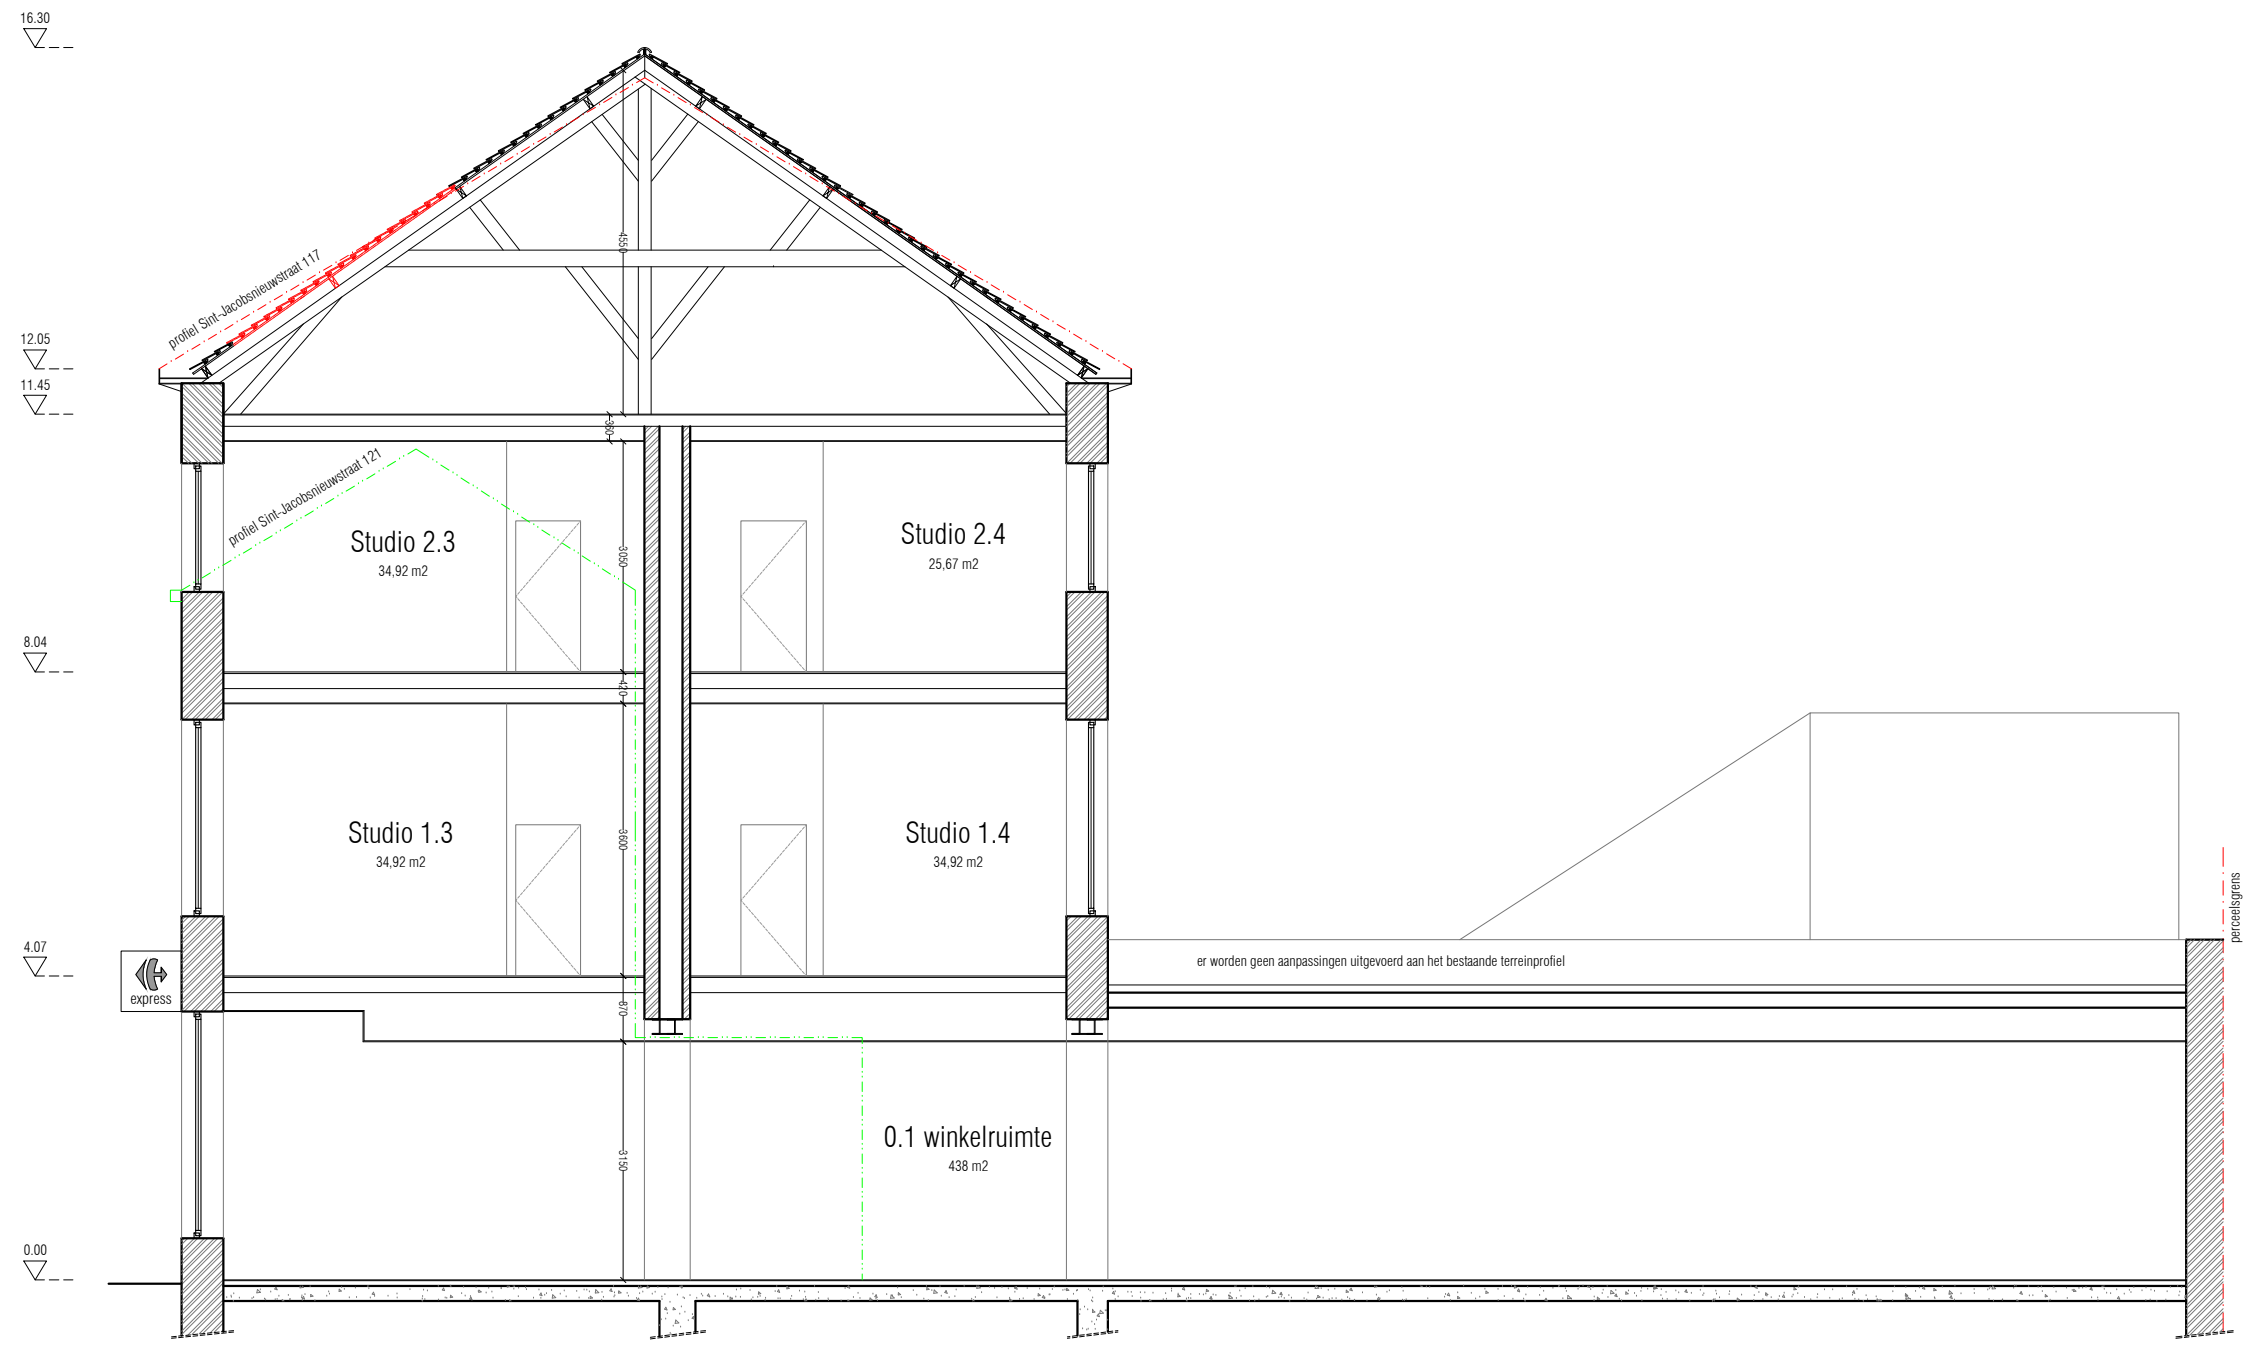 16.30
4550
profiel Sint-Jacobsnieuwstraat 117
12.05
11.45
360
profiel Sint-Jacobsnieuwstraat 121
Studio 2.3
34,92 m2
3050
Studio 2.4
25,67 m2
8.04
420
Studio 1.3
34,92 m2
3600
Studio 1.4
34,92 m2
perceelsgrens
4.07
express
870
er worden geen aanpassingen uitgevoerd aan het bestaande terreinprofiel
0.1 winkelruimte
438 m2
3150
0.00